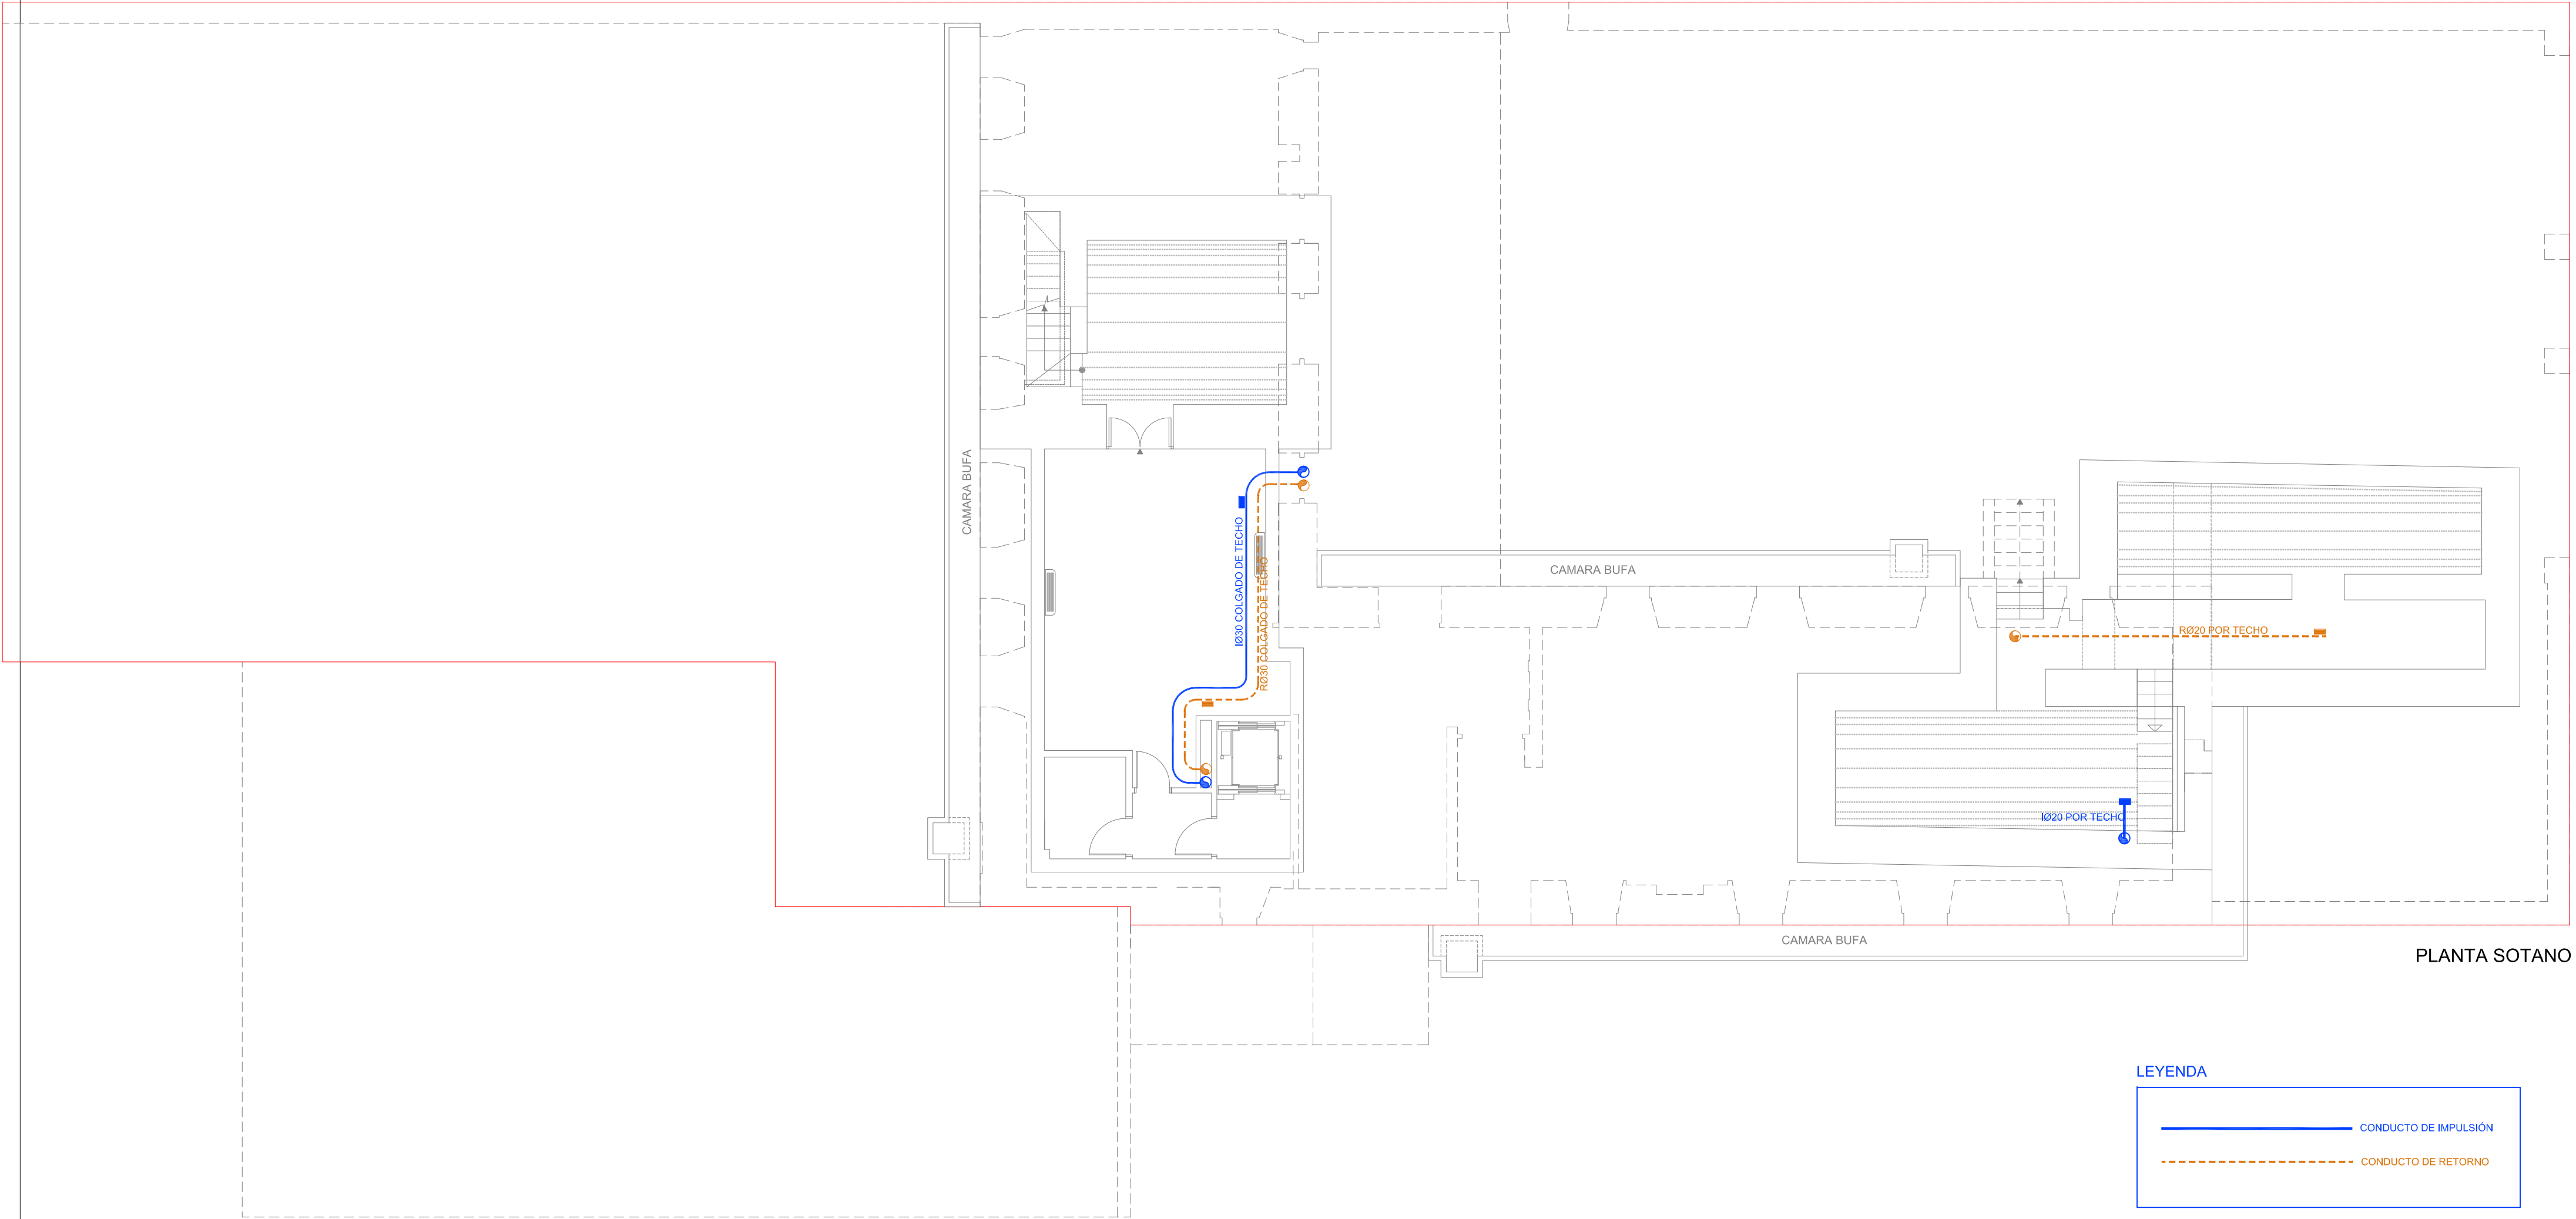 CAMARA BUFA
IØ30 COLGADO DE TECHO
RØ30 COLGADO DE TECHO
CAMARA BUFA
RØ20 POR TECHO
IØ20 POR TECHO
CAMARA BUFA
PLANTA SOTANO
LEYENDA
CONDUCTO DE IMPULSIÓN
CONDUCTO DE RETORNO